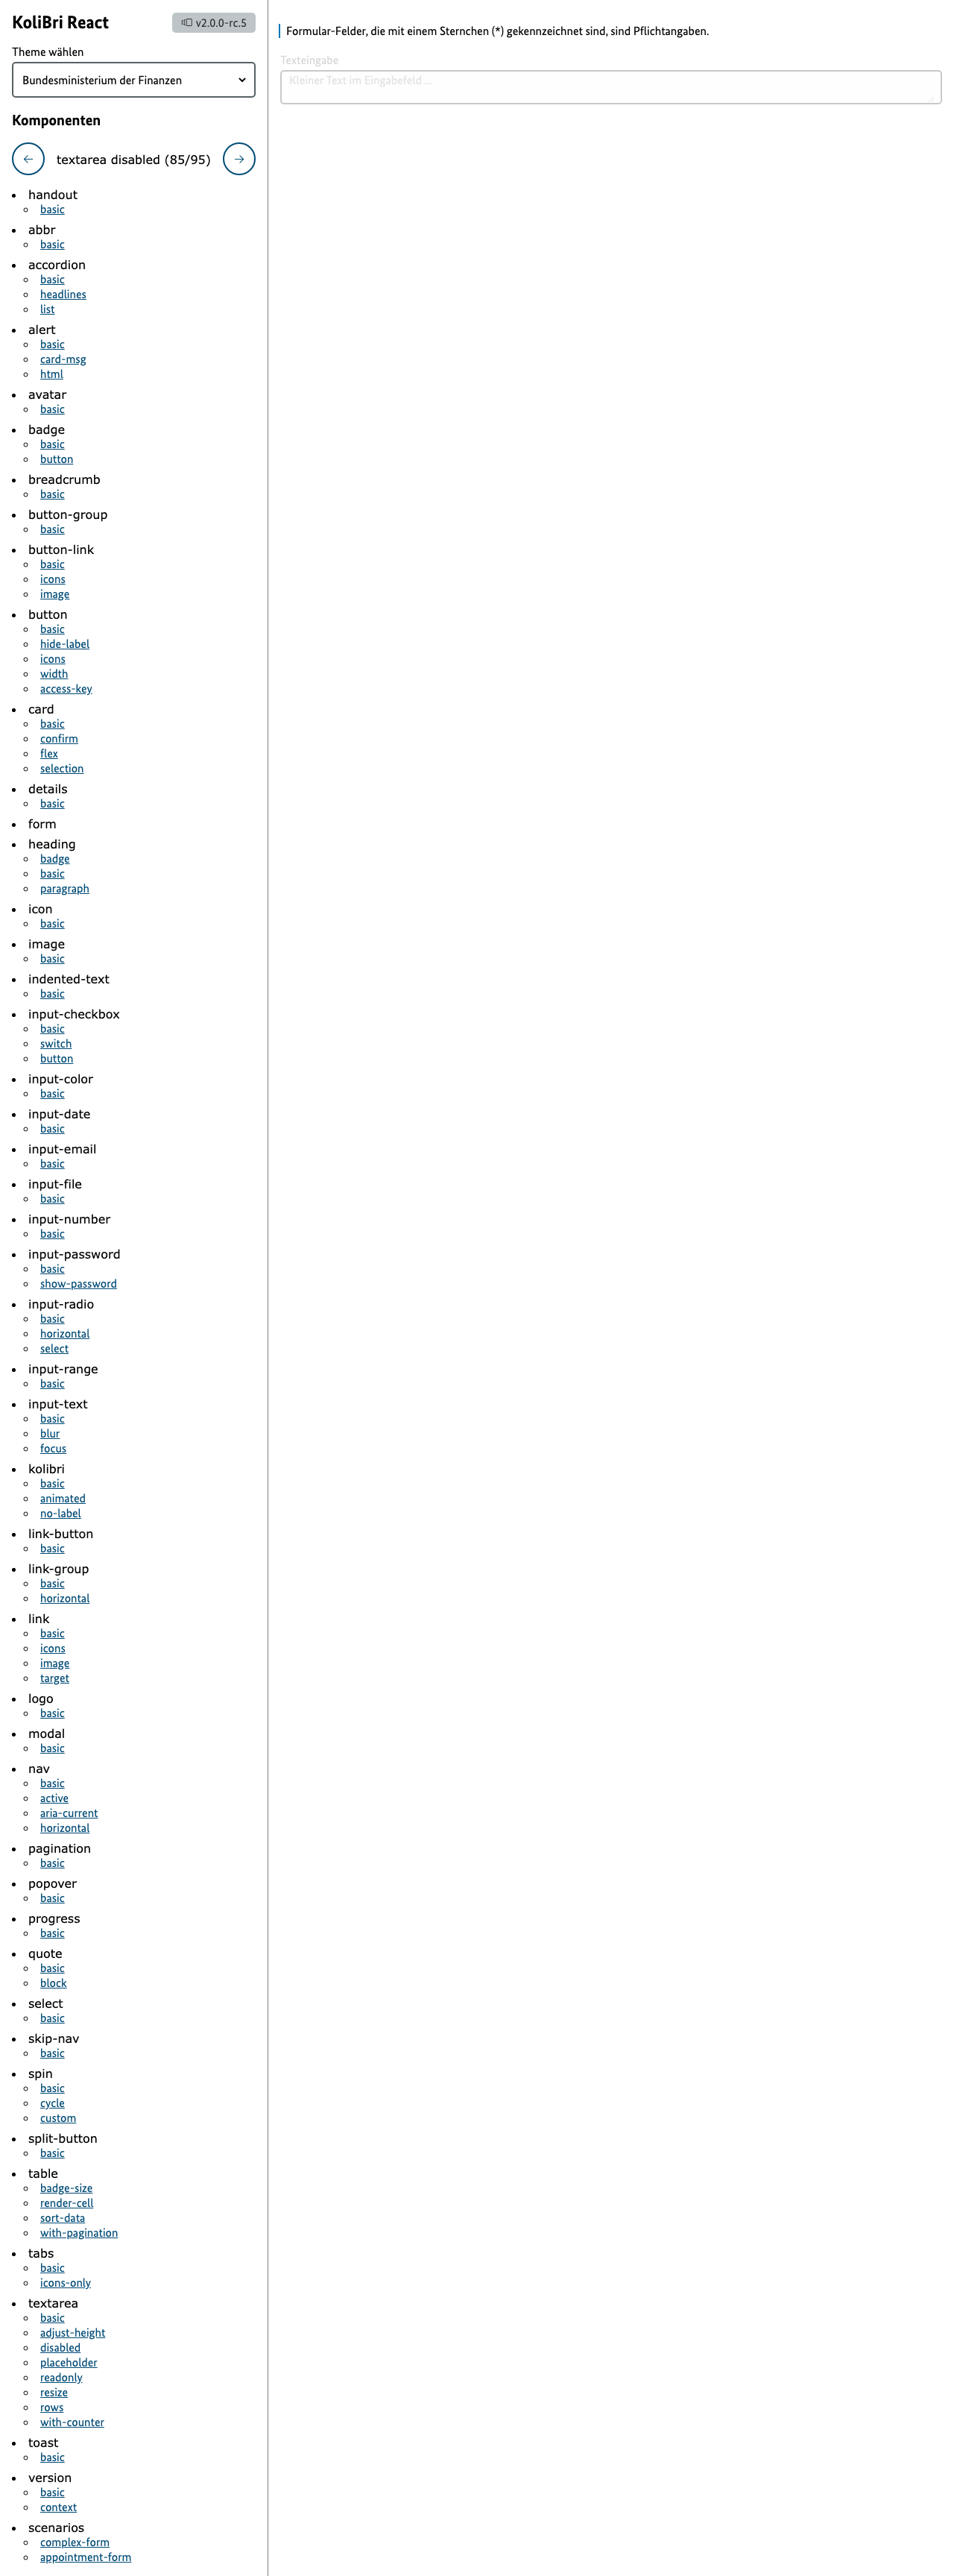 KoliBri React
v2.0.0-rc.5
Theme wählen
Bundesministerium der Finanzen
Komponenten
textarea disabled (85/95)
handout
basic
abbr
basic
accordion
basic
headlines
list
alert
basic
card-msg
html
avatar
basic
badge
basic
button
breadcrumb
basic
button-group
basic
button-link
basic
icons
image
button
basic
hide-label
icons
width
access-key
card
basic
confirm
flex
selection
details
basic
form
heading
badge
basic
paragraph
icon
basic
image
basic
indented-text
basic
input-checkbox
basic
switch
button
input-color
basic
input-date
basic
input-email
basic
input-file
basic
input-number
basic
input-password
basic
show-password
input-radio
basic
horizontal
select
input-range
basic
input-text
basic
blur
focus
kolibri
basic
animated
no-label
link-button
basic
link-group
basic
horizontal
link
basic
icons
image
target
logo
basic
modal
basic
nav
basic
active
aria-current
horizontal
pagination
basic
popover
basic
progress
basic
quote
basic
block
select
basic
skip-nav
basic
spin
basic
cycle
custom
split-button
basic
table
badge-size
render-cell
sort-data
with-pagination
tabs
basic
icons-only
textarea
basic
adjust-height
disabled
placeholder
readonly
resize
rows
with-counter
toast
basic
version
basic
context
scenarios
complex-form
appointment-form
Formular-Felder, die mit einem Sternchen (*) gekennzeichnet sind, sind Pflichtangaben.
Texteingabe
Kleiner Text im Eingabefeld ...